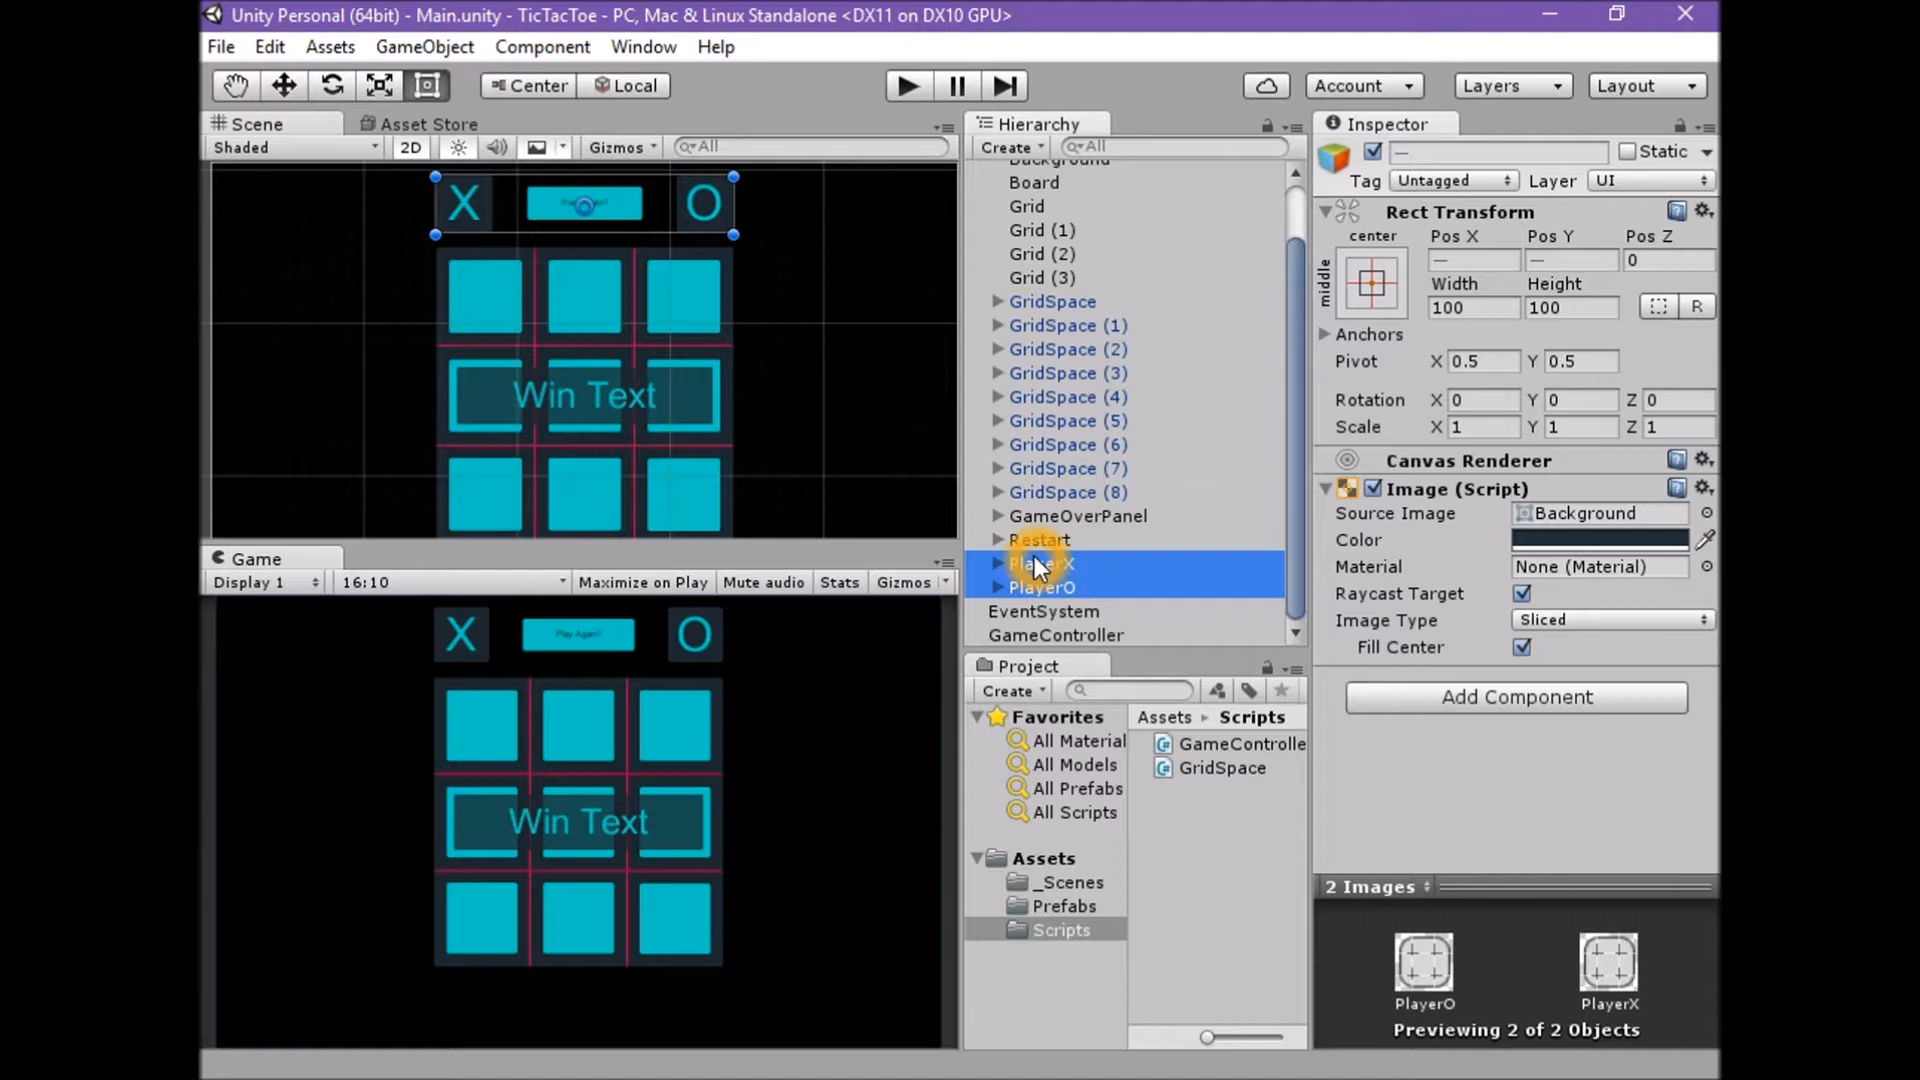 Unity Personal (64bit) - Main.unity - TicTacToe - PC, Mac & Linux Standalone <DX11 on DX10 GPU>
File Edit Assets GameObject Component Window Help
Center Local Account Layers Layout
Scene Asset Store
Shaded 2D Gizmos All
X O
Win Text
Game
Display 1 16:10 Maximize on Play Mute audio Stats Gizmos
X Play Again? O
Win Text
Hierarchy
Create All
Background
Board
Grid
Grid (1)
Grid (2)
Grid (3)
GridSpace
GridSpace (1)
GridSpace (2)
GridSpace (3)
GridSpace (4)
GridSpace (5)
GridSpace (6)
GridSpace (7)
GridSpace (8)
GameOverPanel
Restart
PlayerX
PlayerO
EventSystem
GameController
Project
Create
Favorites
All Material
All Models
All Prefabs
All Scripts
Assets
_Scenes
Prefabs
Scripts
Assets Scripts
GameControlle
GridSpace
Inspector
— Static
Tag Untagged Layer UI
Rect Transform
center Pos X Pos Y Pos Z
middle — — 0
Width Height
100 100 R
Anchors
Pivot X 0.5 Y 0.5
Rotation X 0 Y 0 Z 0
Scale X 1 Y 1 Z 1
Canvas Renderer
Image (Script)
Source Image Background
Color
Material None (Material)
Raycast Target
Image Type Sliced
Fill Center
Add Component
2 Images
PlayerO PlayerX
Previewing 2 of 2 Objects